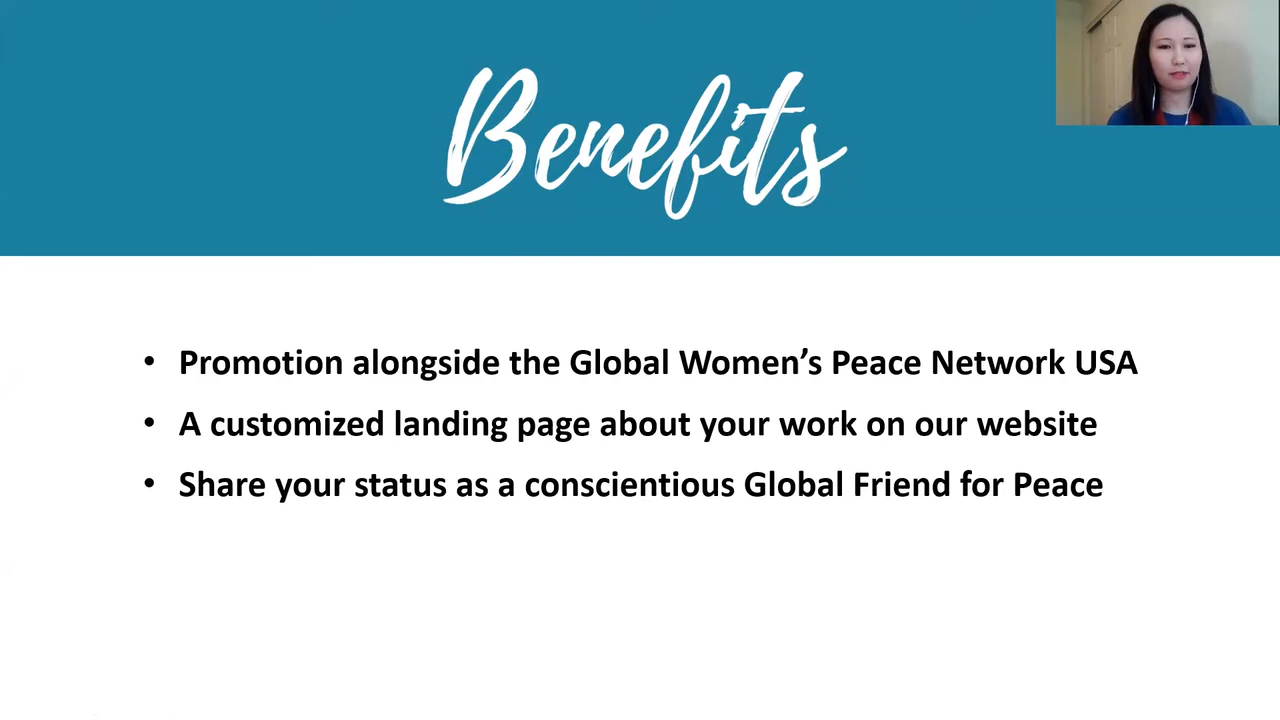 Benefits
• Promotion alongside the Global Women’s Peace Network USA
• A customized landing page about your work on our website
• Share your status as a conscientious Global Friend for Peace